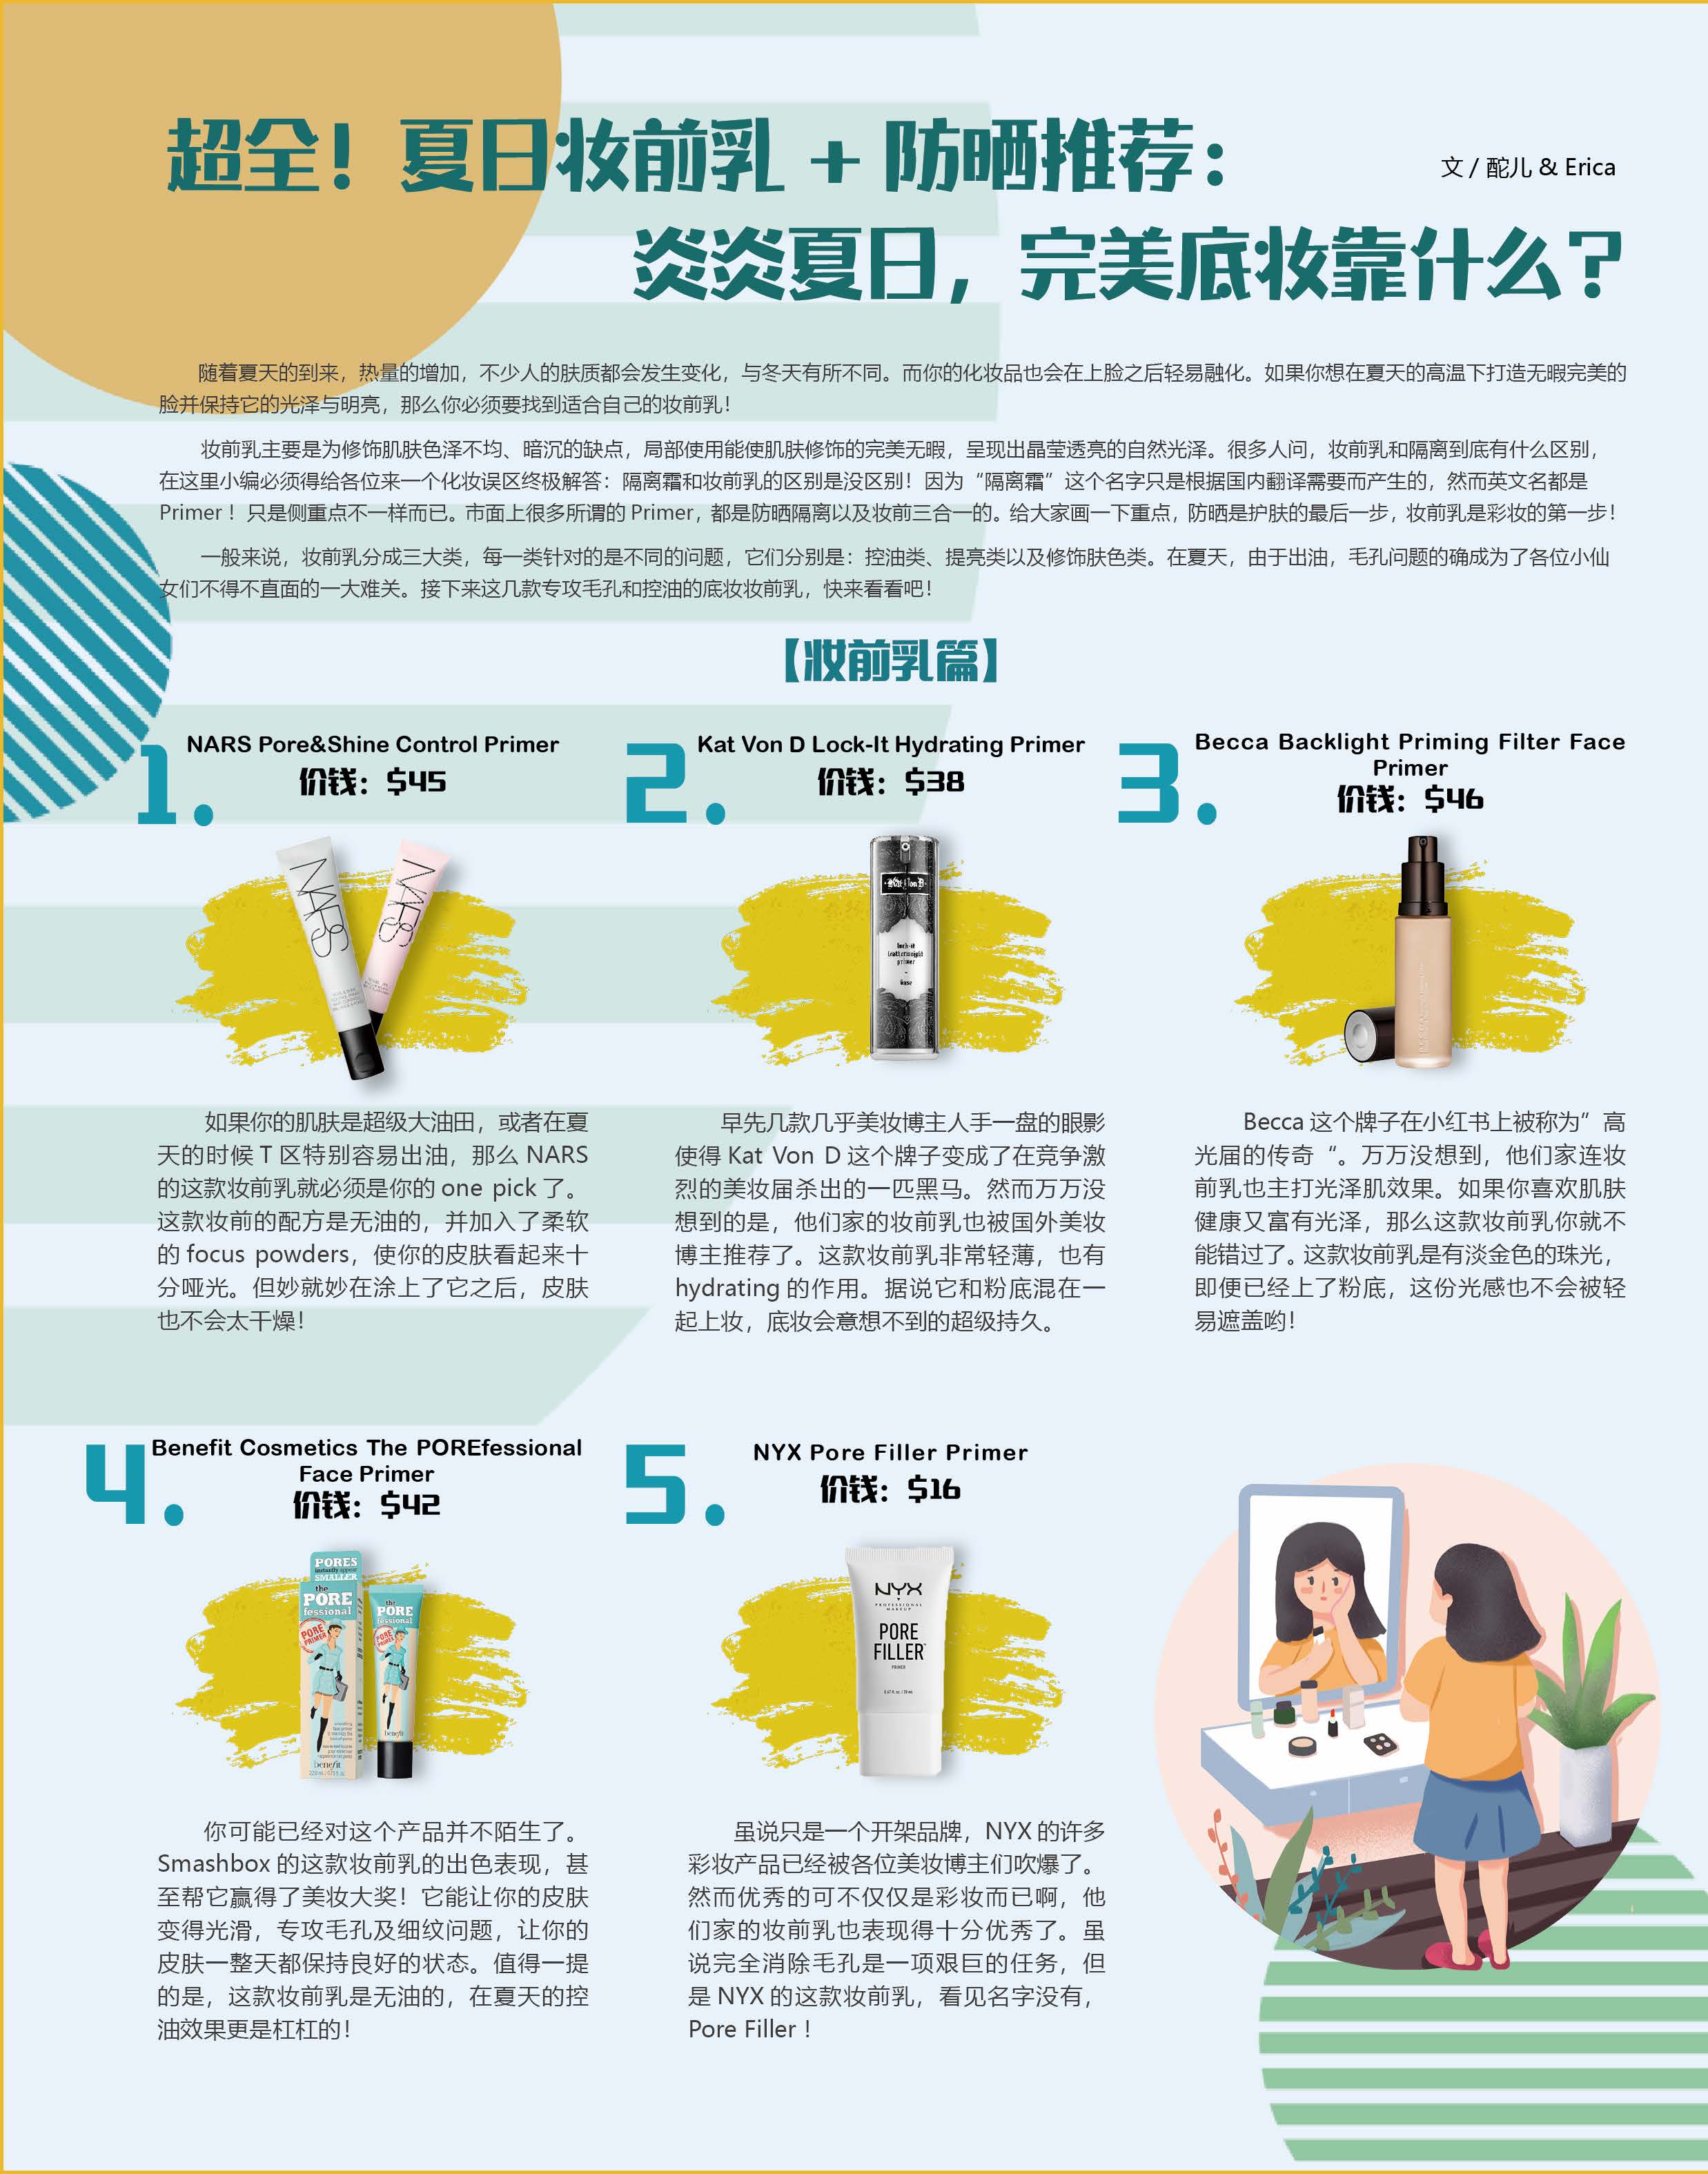 超全！夏日妆前乳 + 防晒推荐：
文 / 酡儿 & Erica
炎炎夏日，完美底妆靠什么？
随着夏天的到来，热量的增加，不少人的肤质都会发生变化，与冬天有所不同。而你的化妆品也会在上脸之后轻易融化。如果你想在夏天的高温下打造无暇完美的
脸并保持它的光泽与明亮，那么你必须要找到适合自己的妆前乳！
妆前乳主要是为修饰肌肤色泽不均、暗沉的缺点，局部使用能使肌肤修饰的完美无暇，呈现出晶莹透亮的自然光泽。很多人问，妆前乳和隔离到底有什么区别，
在这里小编必须得给各位来一个化妆误区终极解答：隔离霜和妆前乳的区别是没区别！因为“隔离霜”这个名字只是根据国内翻译需要而产生的，然而英文名都是
Primer！只是侧重点不一样而已。市面上很多所谓的 Primer，都是防晒隔离以及妆前三合一的。给大家画一下重点，防晒是护肤的最后一步，妆前乳是彩妆的第一步！
一般来说，妆前乳分成三大类，每一类针对的是不同的问题，它们分别是：控油类、提亮类以及修饰肤色类。在夏天，由于出油，毛孔问题的确成为了各位小仙
女们不得不直面的一大难关。接下来这几款专攻毛孔和控油的底妆妆前乳，快来看看吧！
【妆前乳篇】
1.
NARS Pore&Shine Control Primer
价钱：$45
NARS
NARS
如果你的肌肤是超级大油田，或者在夏
天的时候 T 区特别容易出油，那么 NARS
的这款妆前乳就必须是你的 one pick 了。
这款妆前的配方是无油的，并加入了柔软
的 focus powders，使你的皮肤看起来十
分哑光。但妙就妙在涂上了它之后，皮肤
也不会太干燥！
2.
Kat Von D Lock-It Hydrating Primer
价钱：$38
Kat Von D
lock-it
featherweight
primer
base
早先几款几乎美妆博主人手一盘的眼影
使得 Kat Von D 这个牌子变成了在竞争激
烈的美妆届杀出的一匹黑马。然而万万没
想到的是，他们家的妆前乳也被国外美妆
博主推荐了。这款妆前乳非常轻薄，也有
hydrating 的作用。据说它和粉底混在一
起上妆，底妆会意想不到的超级持久。
3.
Becca Backlight Priming Filter Face
Primer
价钱：$46
Becca 这个牌子在小红书上被称为”高
光届的传奇“。万万没想到，他们家连妆
前乳也主打光泽肌效果。如果你喜欢肌肤
健康又富有光泽，那么这款妆前乳你就不
能错过了。这款妆前乳是有淡金色的珠光，
即便已经上了粉底，这份光感也不会被轻
易遮盖哟！
4.
Benefit Cosmetics The POREfessional
Face Primer
价钱：$42
PORES
instantly appear
SMALLER
the
PORE
fessional
PORE
PRIMER
benefit
the
PORE
fessional
PORE
PRIMER
benefit
你可能已经对这个产品并不陌生了。
Smashbox 的这款妆前乳的出色表现，甚
至帮它赢得了美妆大奖！它能让你的皮肤
变得光滑，专攻毛孔及细纹问题，让你的
皮肤一整天都保持良好的状态。值得一提
的是，这款妆前乳是无油的，在夏天的控
油效果更是杠杠的！
5.
NYX Pore Filler Primer
价钱：$16
NYX
PROFESSIONAL
MAKEUP
PORE
FILLER
PRIMER
虽说只是一个开架品牌，NYX 的许多
彩妆产品已经被各位美妆博主们吹爆了。
然而优秀的可不仅仅是彩妆而已啊，他
们家的妆前乳也表现得十分优秀了。虽
说完全消除毛孔是一项艰巨的任务，但
是 NYX 的这款妆前乳，看见名字没有，
Pore Filler！